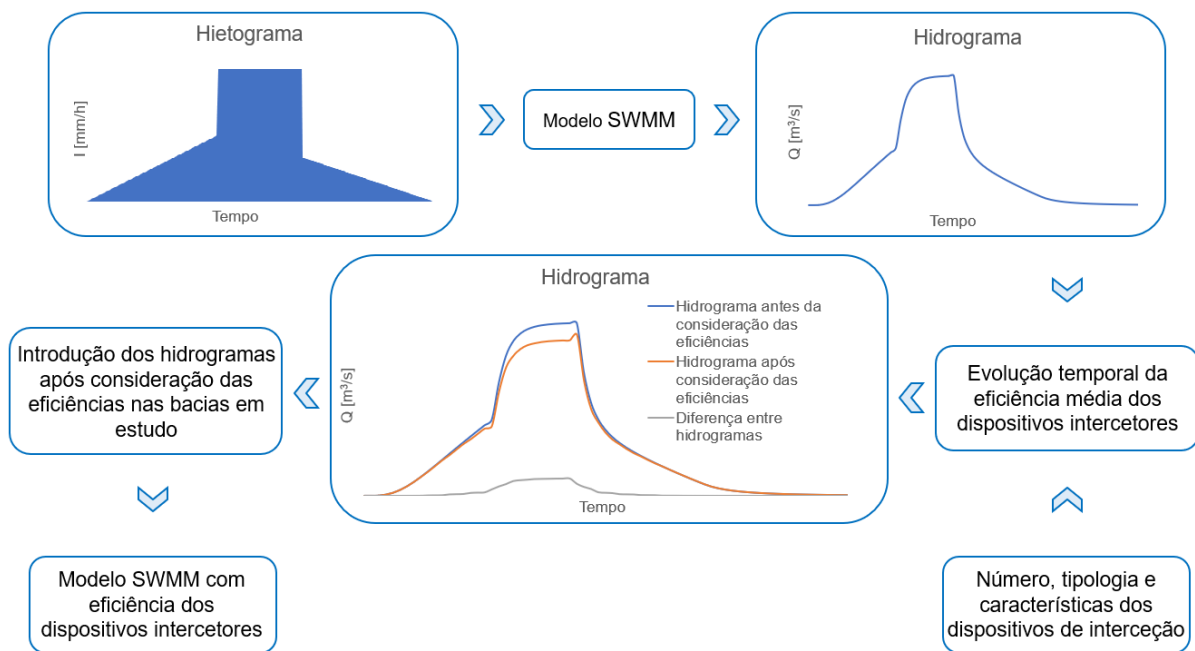 Hietograma
I [mm/h]
Tempo
Modelo SWMM
Hidrograma
Q [m³/s]
Tempo
Hidrograma
Q [m³/s]
Hidrograma antes da
consideração das
eficiências
Hidrograma após
consideração das
eficiências
Diferença entre
hidrogramas
Tempo
Introdução dos hidrogramas
após consideração das
eficiências nas bacias em
estudo
Evolução temporal da
eficiência média dos
dispositivos intercetores
Modelo SWMM com
eficiência dos
dispositivos intercetores
Número, tipologia e
características dos
dispositivos de interceção